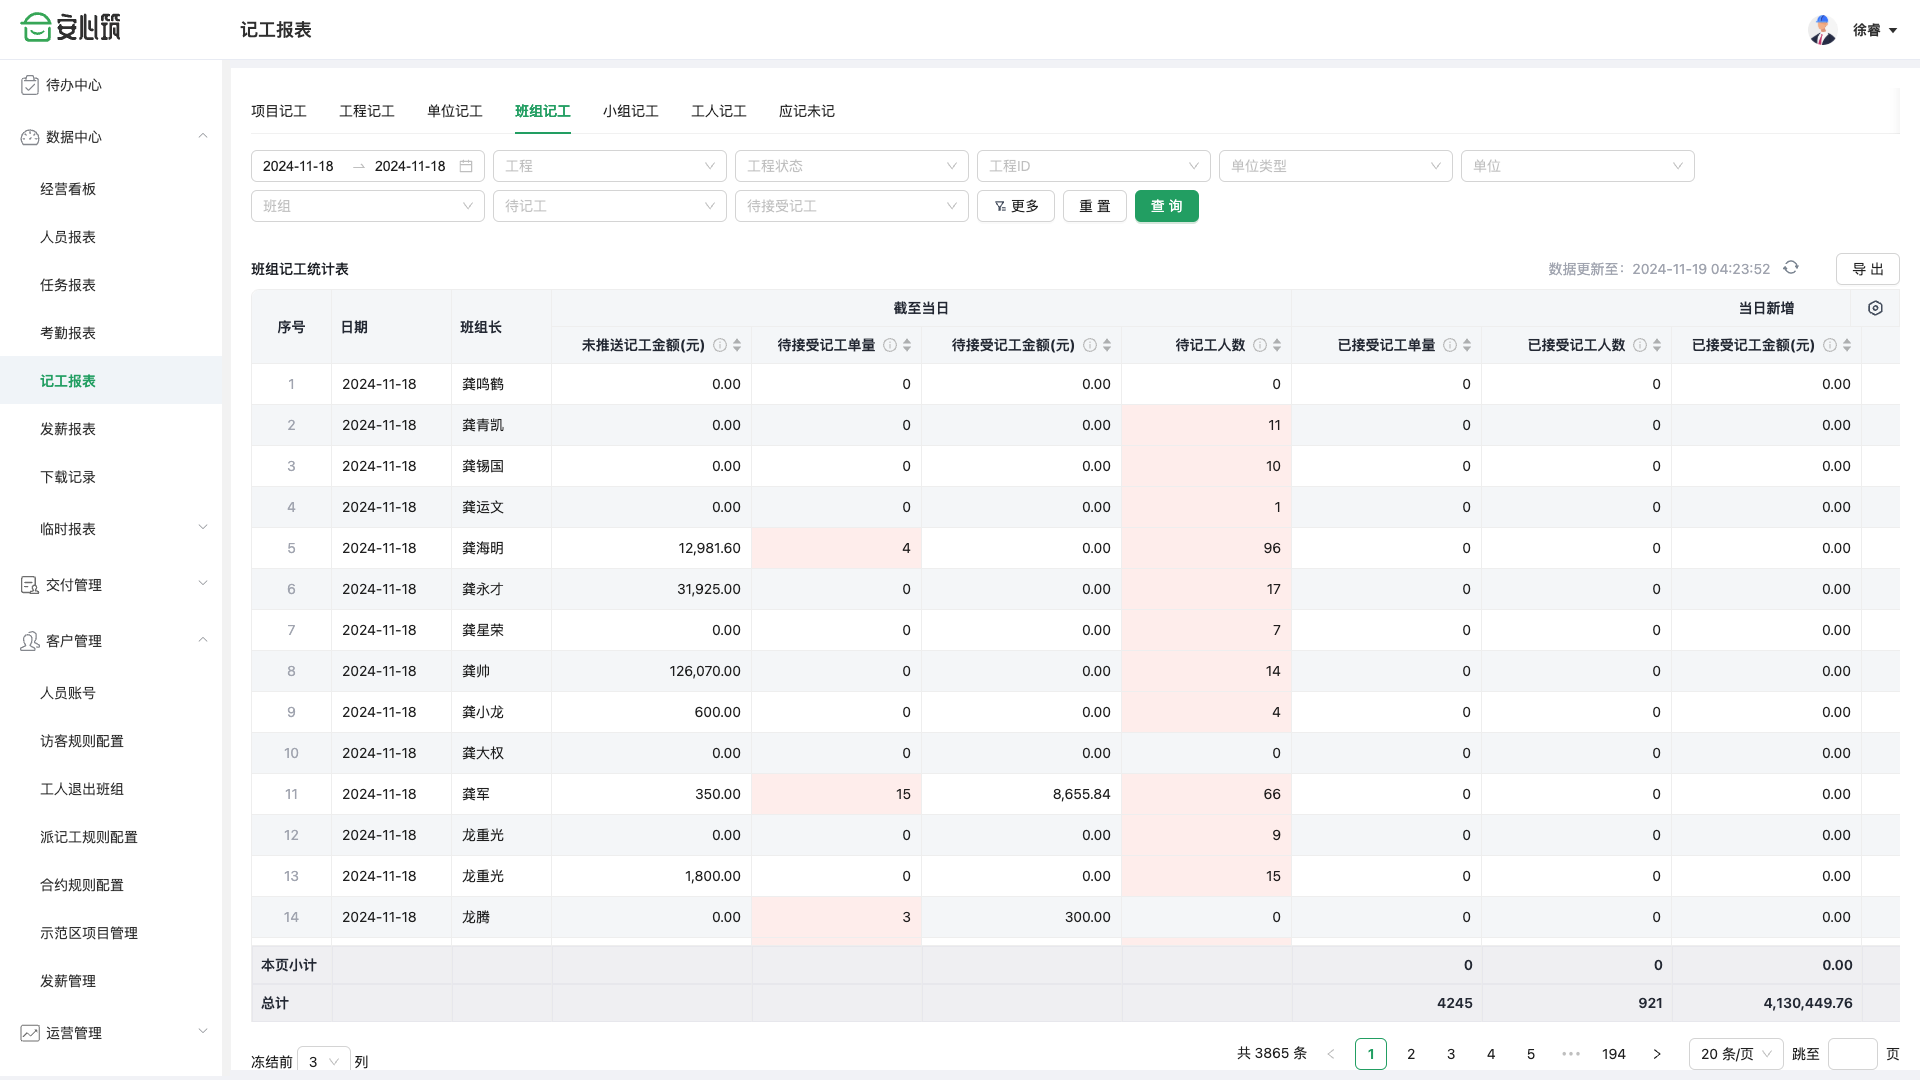 安心筑
记工报表
徐睿
待办中心
数据中心
经营看板
人员报表
任务报表
考勤报表
记工报表
发薪报表
下载记录
临时报表
交付管理
客户管理
人员账号
访客规则配置
工人退出班组
派记工规则配置
合约规则配置
示范区项目管理
发薪管理
运营管理
项目记工 工程记工 单位记工 班组记工 小组记工 工人记工 应记未记
2024-11-18 → 2024-11-18 工程 工程状态 工程ID 单位类型 单位
班组 待记工 待接受记工 更多 重 置 查 询
班组记工统计表 数据更新至: 2024-11-19 04:23:52 导 出
序号 日期 班组长 截至当日 当日新增
未推送记工金额(元) 待接受记工单量 待接受记工金额(元) 待记工人数 已接受记工单量 已接受记工人数 已接受记工金额(元)
1 2024-11-18 龚鸣鹤 0.00 0 0.00 0 0 0 0.00
2 2024-11-18 龚青凯 0.00 0 0.00 11 0 0 0.00
3 2024-11-18 龚锡国 0.00 0 0.00 10 0 0 0.00
4 2024-11-18 龚运文 0.00 0 0.00 1 0 0 0.00
5 2024-11-18 龚海明 12,981.60 4 0.00 96 0 0 0.00
6 2024-11-18 龚永才 31,925.00 0 0.00 17 0 0 0.00
7 2024-11-18 龚星荣 0.00 0 0.00 7 0 0 0.00
8 2024-11-18 龚帅 126,070.00 0 0.00 14 0 0 0.00
9 2024-11-18 龚小龙 600.00 0 0.00 4 0 0 0.00
10 2024-11-18 龚大权 0.00 0 0.00 0 0 0 0.00
11 2024-11-18 龚军 350.00 15 8,655.84 66 0 0 0.00
12 2024-11-18 龙重光 0.00 0 0.00 9 0 0 0.00
13 2024-11-18 龙重光 1,800.00 0 0.00 15 0 0 0.00
14 2024-11-18 龙腾 0.00 3 300.00 0 0 0 0.00
本页小计 0 0 0.00
总计 4245 921 4,130,449.76
冻结前 3 列 共 3865 条 < 1 2 3 4 5 ••• 194 > 20 条/页 跳至 页